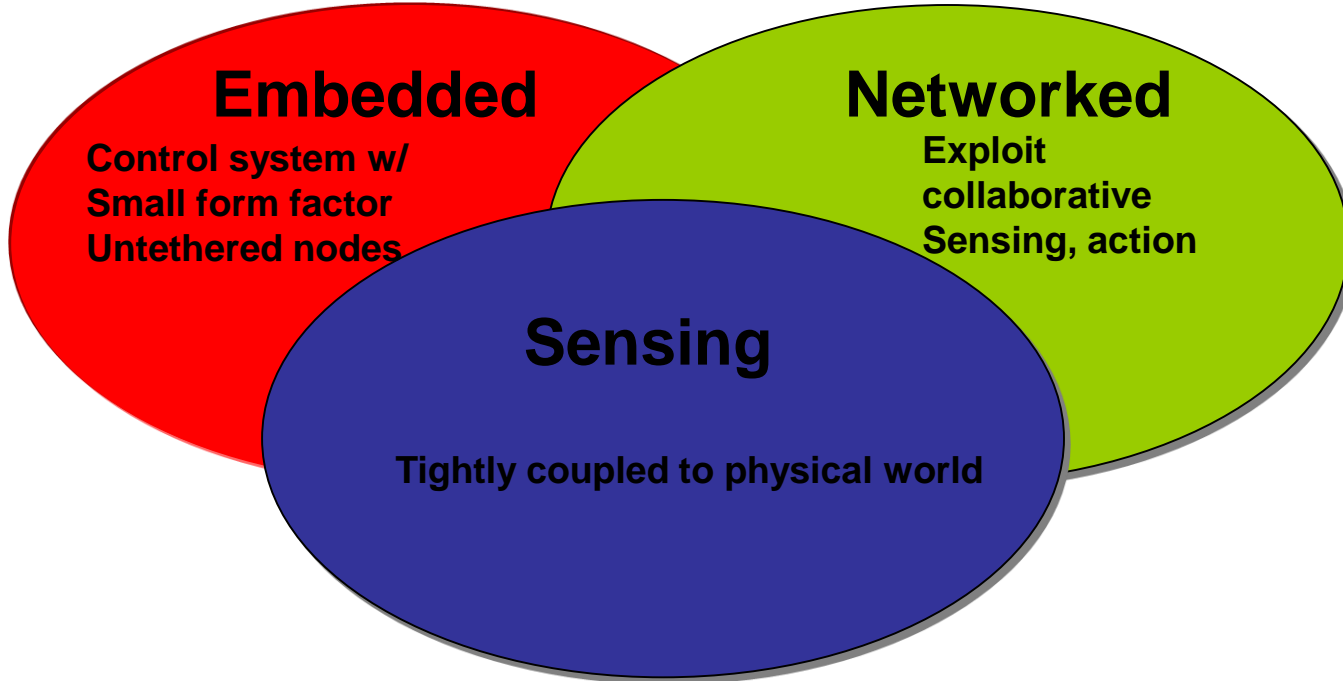 Embedded
Control system w/
Small form factor
Untethered nodes
Networked
Exploit
collaborative
Sensing, action
Sensing
Tightly coupled to physical world